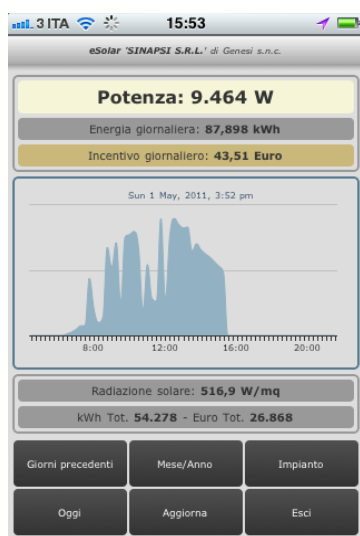 3 ITA 15:53
eSolar 'SINAPSI S.R.L.' di Genesi s.n.c.
Potenza: 9.464 W
Energia giornaliera: 87,898 kWh
Incentivo giornaliero: 43,51 Euro
Sun 1 May, 2011, 3:52 pm
8:00 12:00 16:00 20:00
Radiazione solare: 516,9 W/mq
kWh Tot. 54.278 - Euro Tot. 26.868
Giorni precedenti Mese/Anno Impianto
Oggi Aggiorna Esci